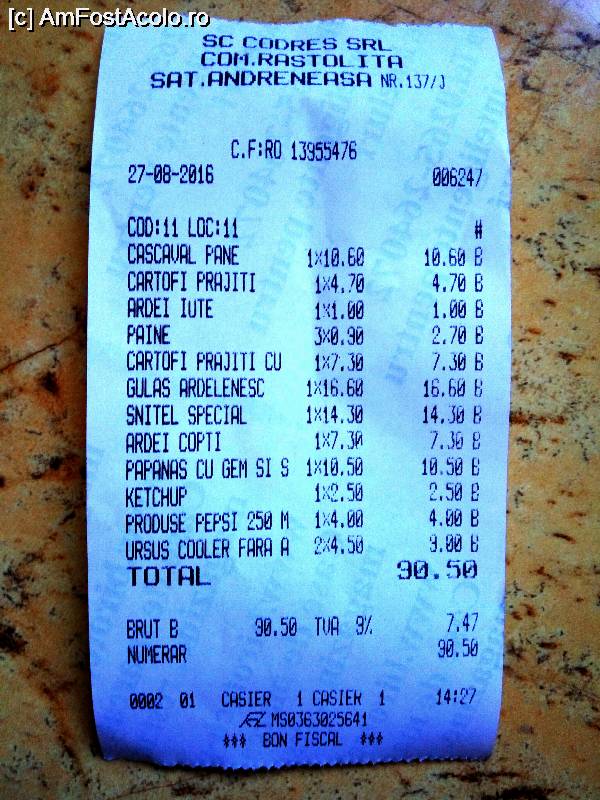 [c] AmFostAcolo.ro
SC CODRES SRL
COM.RASTOLITA
SAT.ANDRENEASA NR.137/J
C.F:RO 13955476
27-08-2016 006247
COD:11 LOC:11 #
CASCAVAL PANE 1X10.60 10.60 B
CARTOFI PRAJITI 1X4.70 4.70 B
ARDEI IUTE 1X1.00 1.00 B
PAINE 3X0.90 2.70 B
CARTOFI PRAJITI CU 1X7.30 7.30 B
GULAS ARDELENESC 1X16.60 16.60 B
SNITEL SPECIAL 1X14.30 14.30 B
ARDEI COPTI 1X7.30 7.30 B
PAPANAS CU GEM SI S 1X10.50 10.50 B
KETCHUP 1X2.50 2.50 B
PRODUSE PEPSI 250 M 1X4.00 4.00 B
URSUS COOLER FARA A 2X4.50 9.00 B
TOTAL 90.50
BRUT B 90.50 TVA 9% 7.47
NUMERAR 90.50
0002 01 CASIER 1 CASIER 1 14:27
MS0363025641
*** BON FISCAL ***